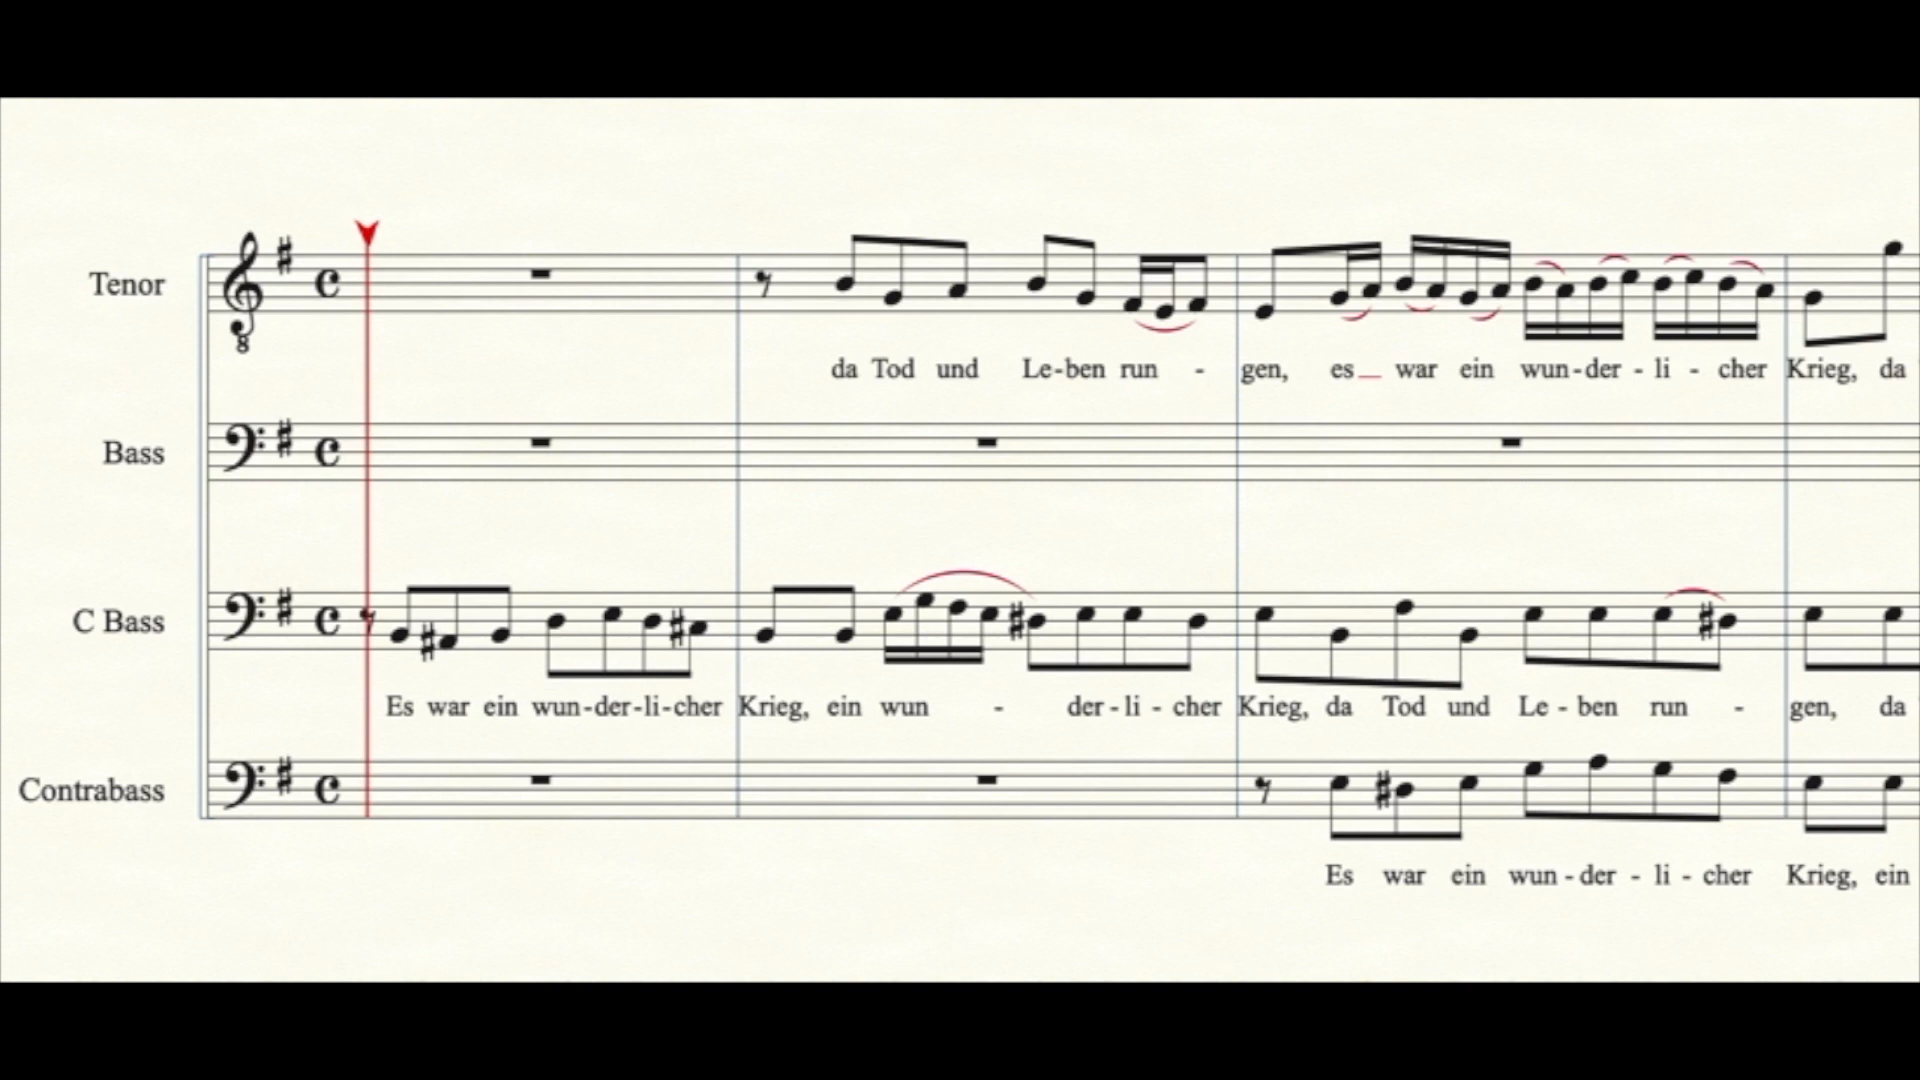 Tenor
da Tod und Le-ben run - gen, es_ war ein wun-der - li - cher Krieg, da
Bass
C Bass
Es war ein wun-der-li-cher Krieg, ein wun - der-li - cher Krieg, da Tod und Le - ben run - gen, da
Contrabass
Es war ein wun-der - li - cher Krieg, ein